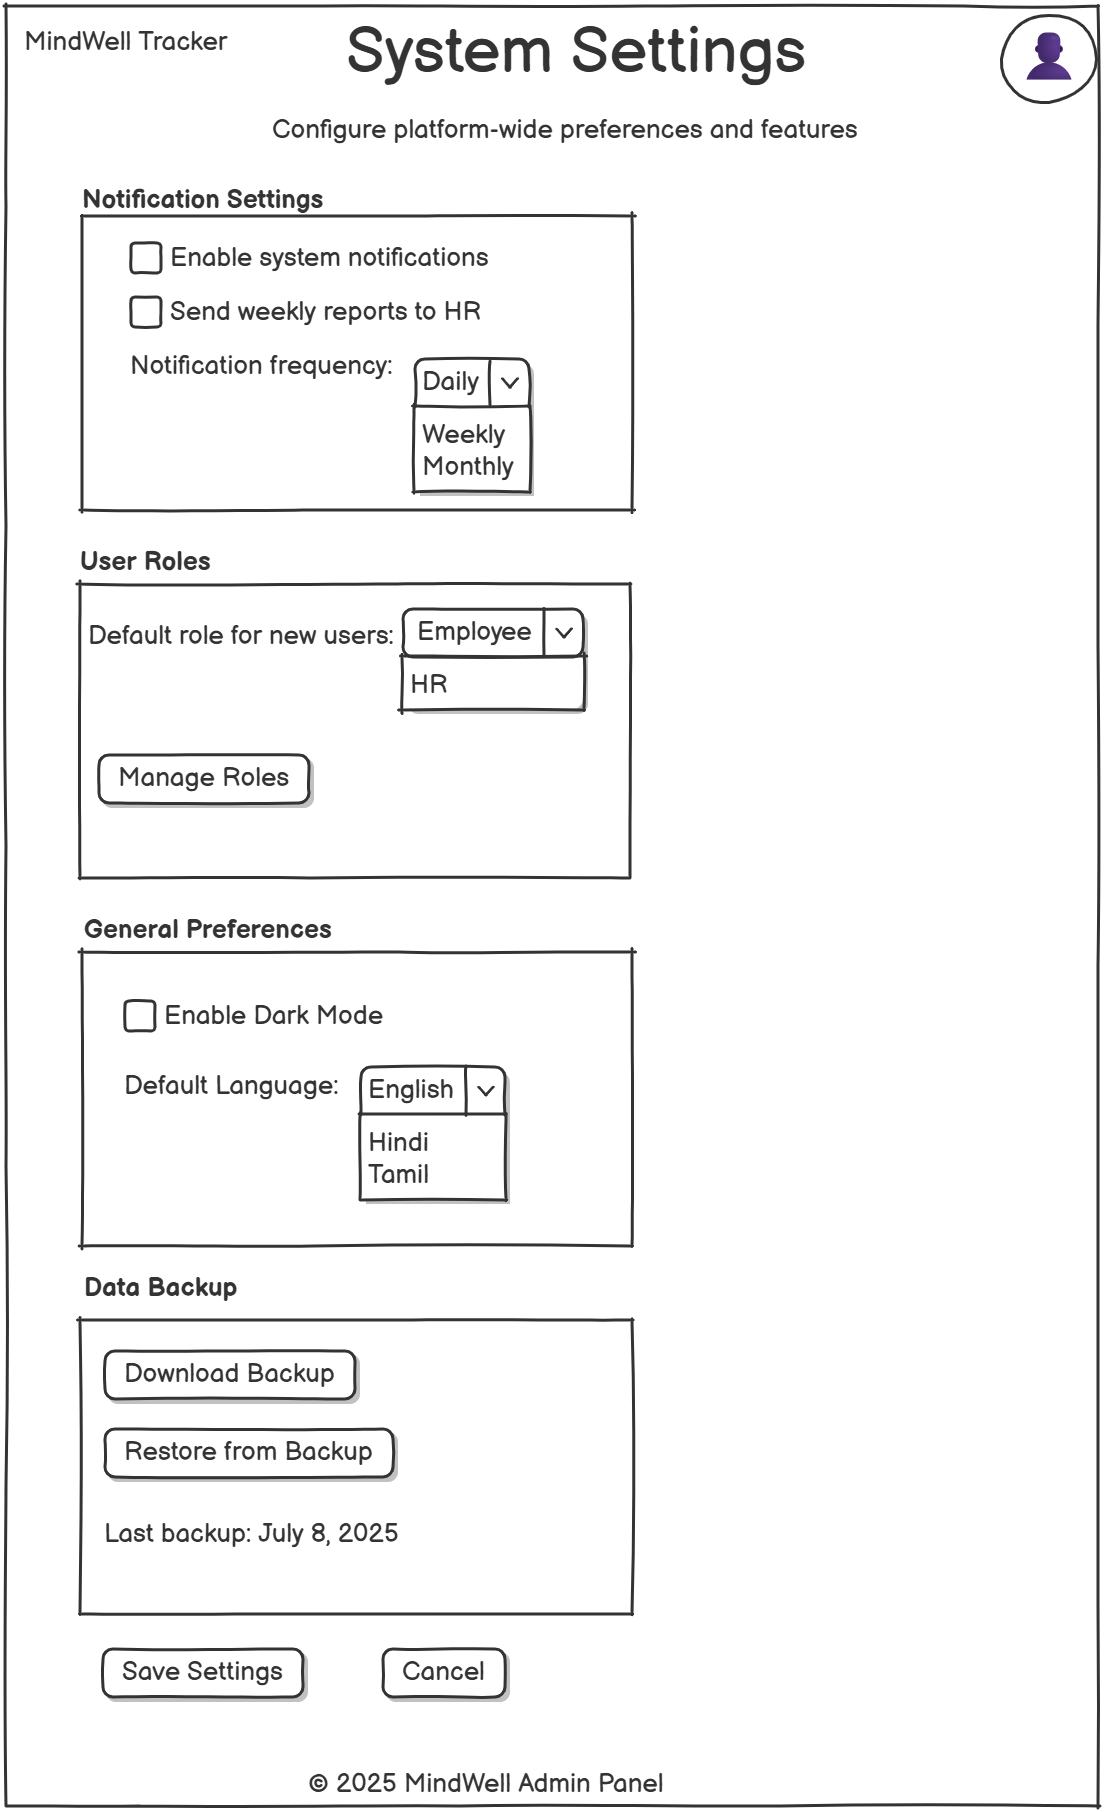 MindWell Tracker
System Settings
Configure platform-wide preferences and features
Notification Settings
Enable system notifications
Send weekly reports to HR
Notification frequency:
Daily
Weekly
Monthly
User Roles
Default role for new users:
Employee
HR
Manage Roles
General Preferences
Enable Dark Mode
Default Language:
English
Hindi
Tamil
Data Backup
Download Backup
Restore from Backup
Last backup: July 8, 2025
Save Settings
Cancel
© 2025 MindWell Admin Panel